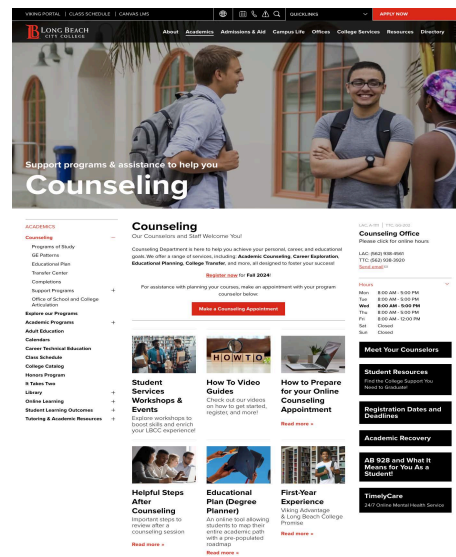 VIKING PORTAL | CLASS SCHEDULE | CANVAS LMS
QUICKLINKS
APPLY NOW
LB LONG BEACH
CITY COLLEGE
About Academics Admissions & Aid Campus Life Offices College Services Resources Directory
Support programs & assistance to help you
Counseling
ACADEMICS
Counseling
Programs of Study
GE Patterns
Educational Plan
Transfer Center
Completions
Support Programs +
Office of School and College
Articulation
Explore our Programs
Academic Programs +
Adult Education
Calendars
Career Technical Education
Class Schedule
College Catalog
Honors Program
It Takes Two
Library +
Online Learning +
Student Learning Outcomes +
Tutoring & Academic Resources +
Counseling
Our Counselors and Staff Welcome You!
Counseling Department is here to help you achieve your personal, career, and educational
goals. We offer a range of services, including: Academic Counseling, Career Exploration,
Educational Planning, College Transfer, and more, all designed to foster your success!
Register now for Fall 2024!
For assistance with planning your courses, make an appointment with your program
counselor below:
Make a Counseling Appointment
Student
Services
Workshops &
Events
Explore workshops to
boost skills and enrich
your LBCC experience!
HOW TO
How To Video
Guides
Check out our videos
on how to get started,
register, and more!
How to Prepare
for your Online
Counseling
Appointment
Read more »
Helpful Steps
After
Counseling
Important steps to
review after a
counseling session
Read more »
Educational
Plan (Degree
Planner)
An online tool allowing
students to map their
entire academic path
with a pre-populated
roadmap
Read more »
First-Year
Experience
Viking Advantage
& Long Beach College
Promise
Read more »
Counseling Office
Please click for online hours
LAC: (562) 938-4561
TTC: (562) 938-3920
Send email
Hours
Mon 8:00 AM - 5:00 PM
Tue 8:00 AM - 5:00 PM
Wed 8:00 AM - 5:00 PM
Thu 8:00 AM - 5:00 PM
Fri 8:00 AM - 12:00 PM
Sat Closed
Sun Closed
Meet Your Counselors
Student Resources
Find the College Support You
Need to Graduate!
Registration Dates and
Deadlines
Academic Recovery
AB 928 and What It
Means for You As a
Student!
TimelyCare
24/7 Online Mental Health Service